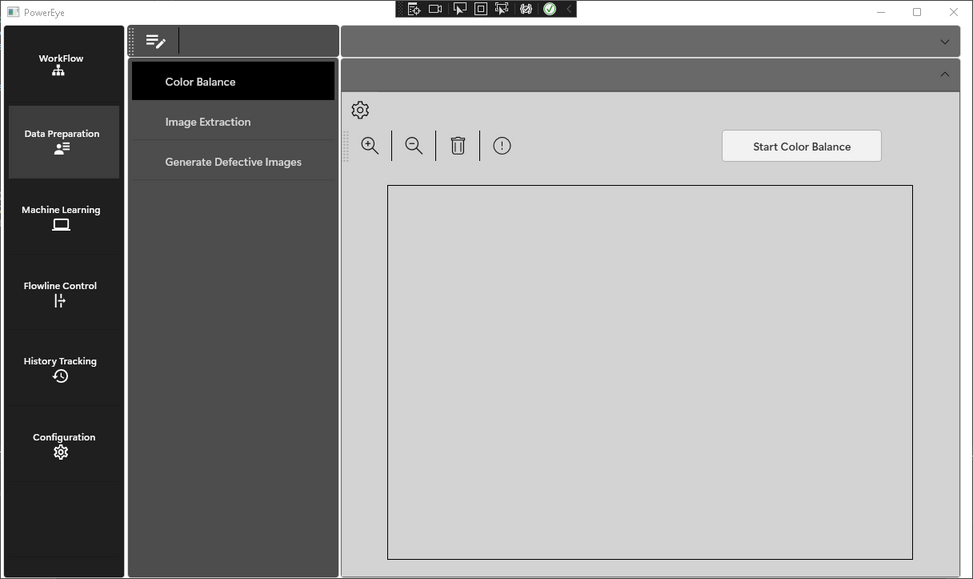 PowerEye
WorkFlow
Data Preparation
Machine Learning
Flowline Control
History Tracking
Configuration
Color Balance
Image Extraction
Generate Defective Images
Start Color Balance